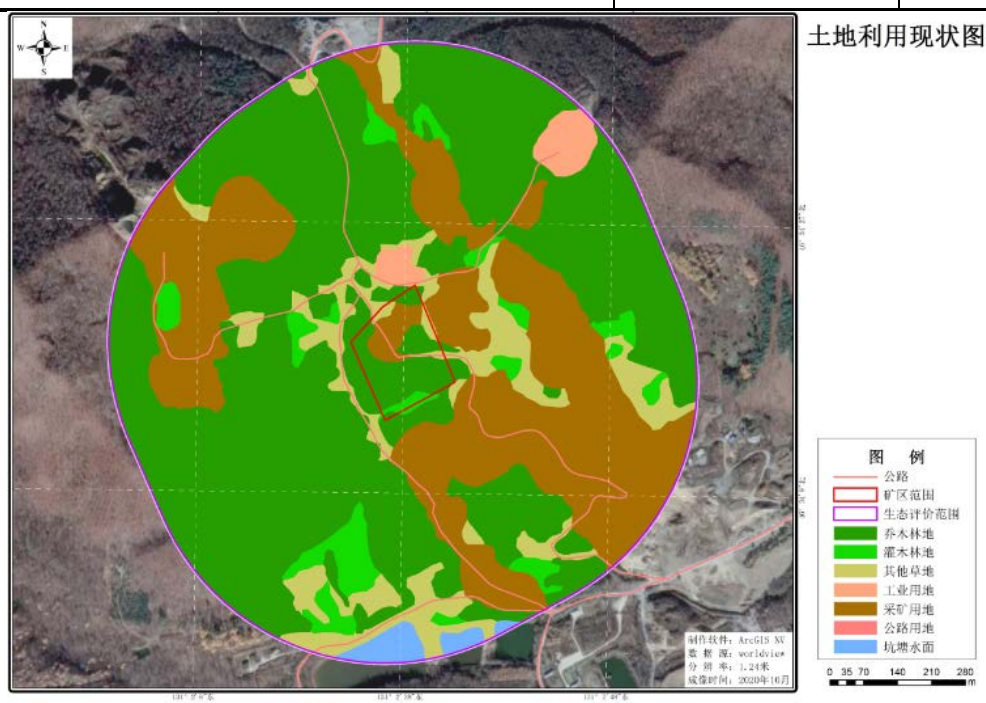 土地利用现状图
N
W E
S
图 例
公路
矿区范围
生态评价范围
乔木林地
灌木林地
其他草地
工业用地
采矿用地
公路用地
坑塘水面
制作软件：ArcGIS NV
数 据 源：worldview
分 辨 率：1.24米
成像时间：2020年10月
0 35 70 140 210 280
m